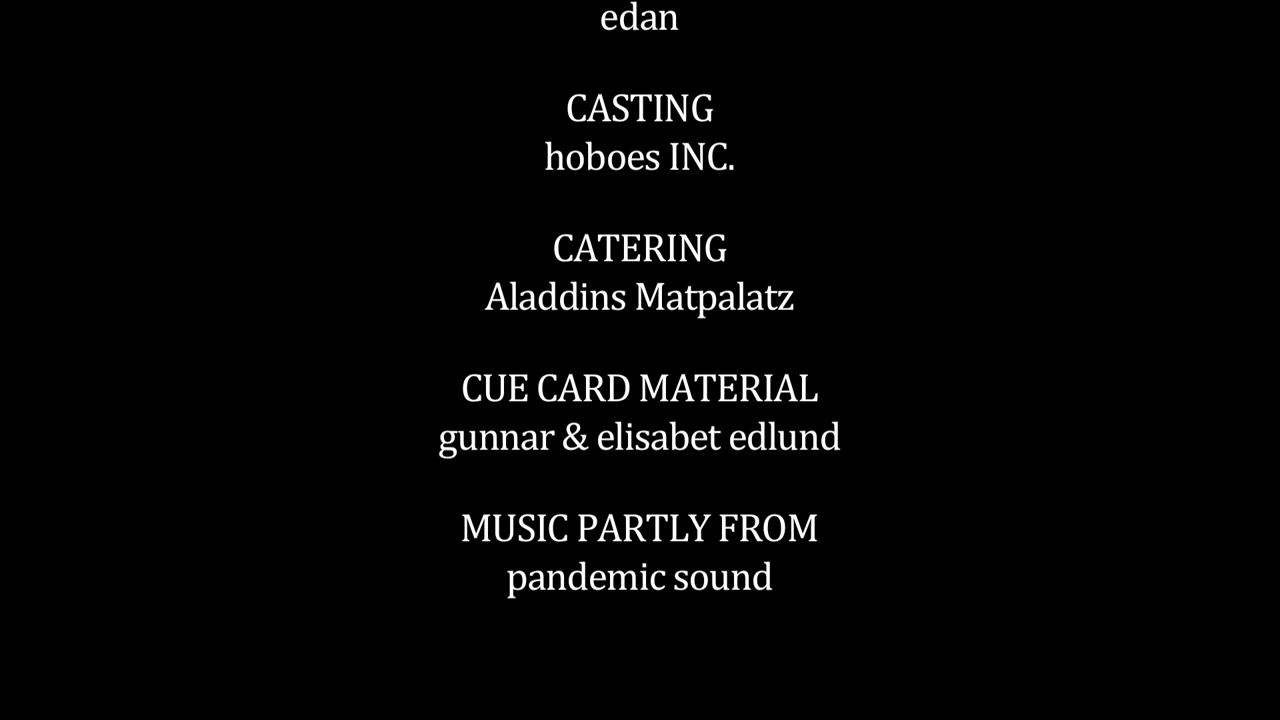 edan
CASTING
hoboes INC.
CATERING
Aladdins Matpalatz
CUE CARD MATERIAL
gunnar & elisabet edlund
MUSIC PARTLY FROM
pandemic sound